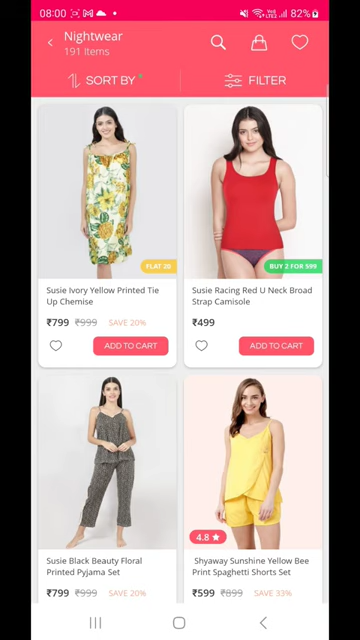 08:00
82%
Nightwear
191 Items
SORT BY
FILTER
FLAT 20
BUY 2 FOR 599
Susie Ivory Yellow Printed Tie
Up Chemise
₹799 ₹999 SAVE 20%
ADD TO CART
Susie Racing Red U Neck Broad
Strap Camisole
₹499
ADD TO CART
4.8
Susie Black Beauty Floral
Printed Pyjama Set
₹799 ₹999 SAVE 20%
Shyaway Sunshine Yellow Bee
Print Spaghetti Shorts Set
₹599 ₹899 SAVE 33%